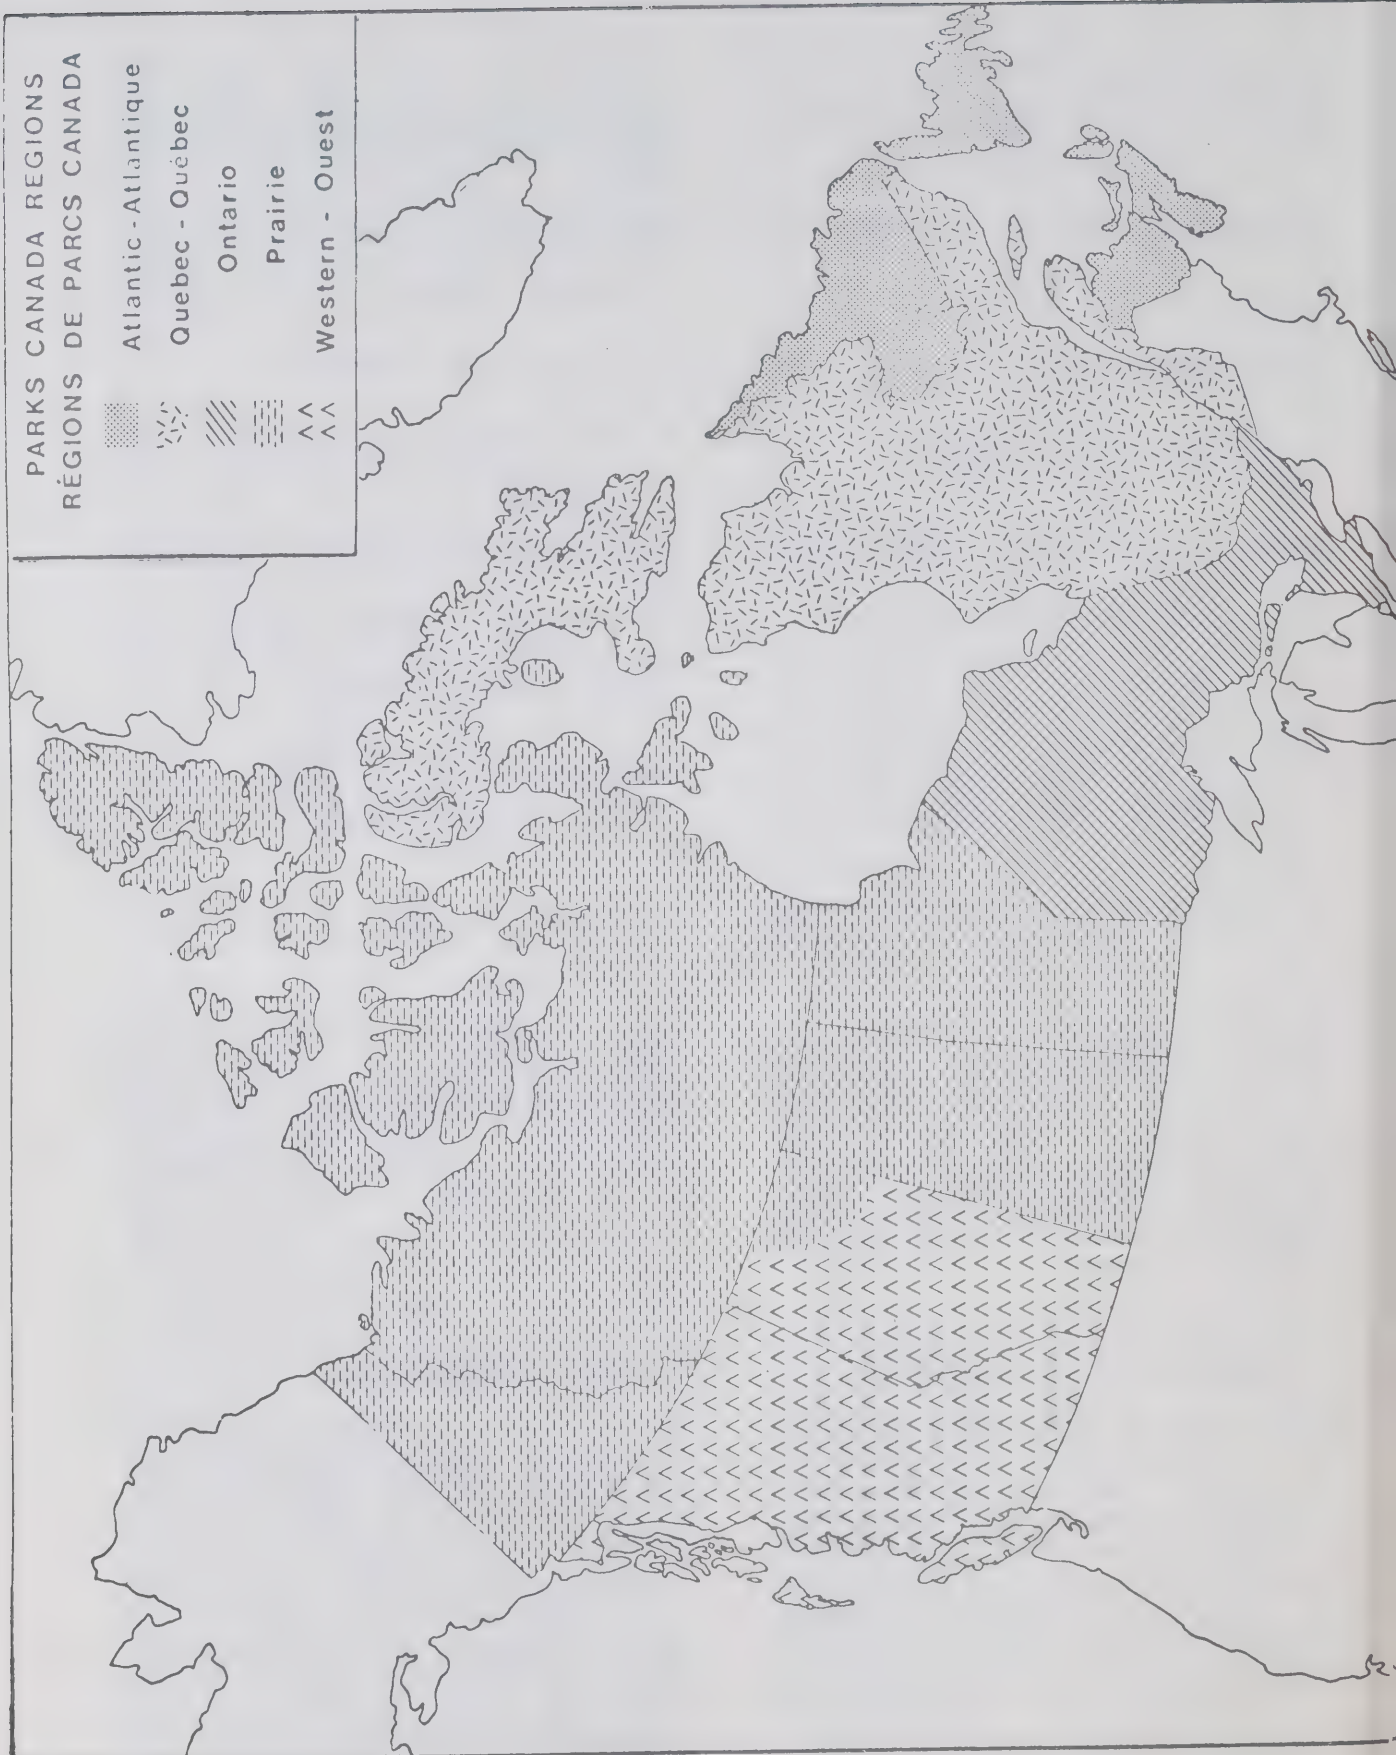 PARKS CANADA REGIONS
RÉGIONS DE PARCS CANADA
Atlantic-Atlantique
Quebec - Québec
Ontario
Prairie
Western - Ouest